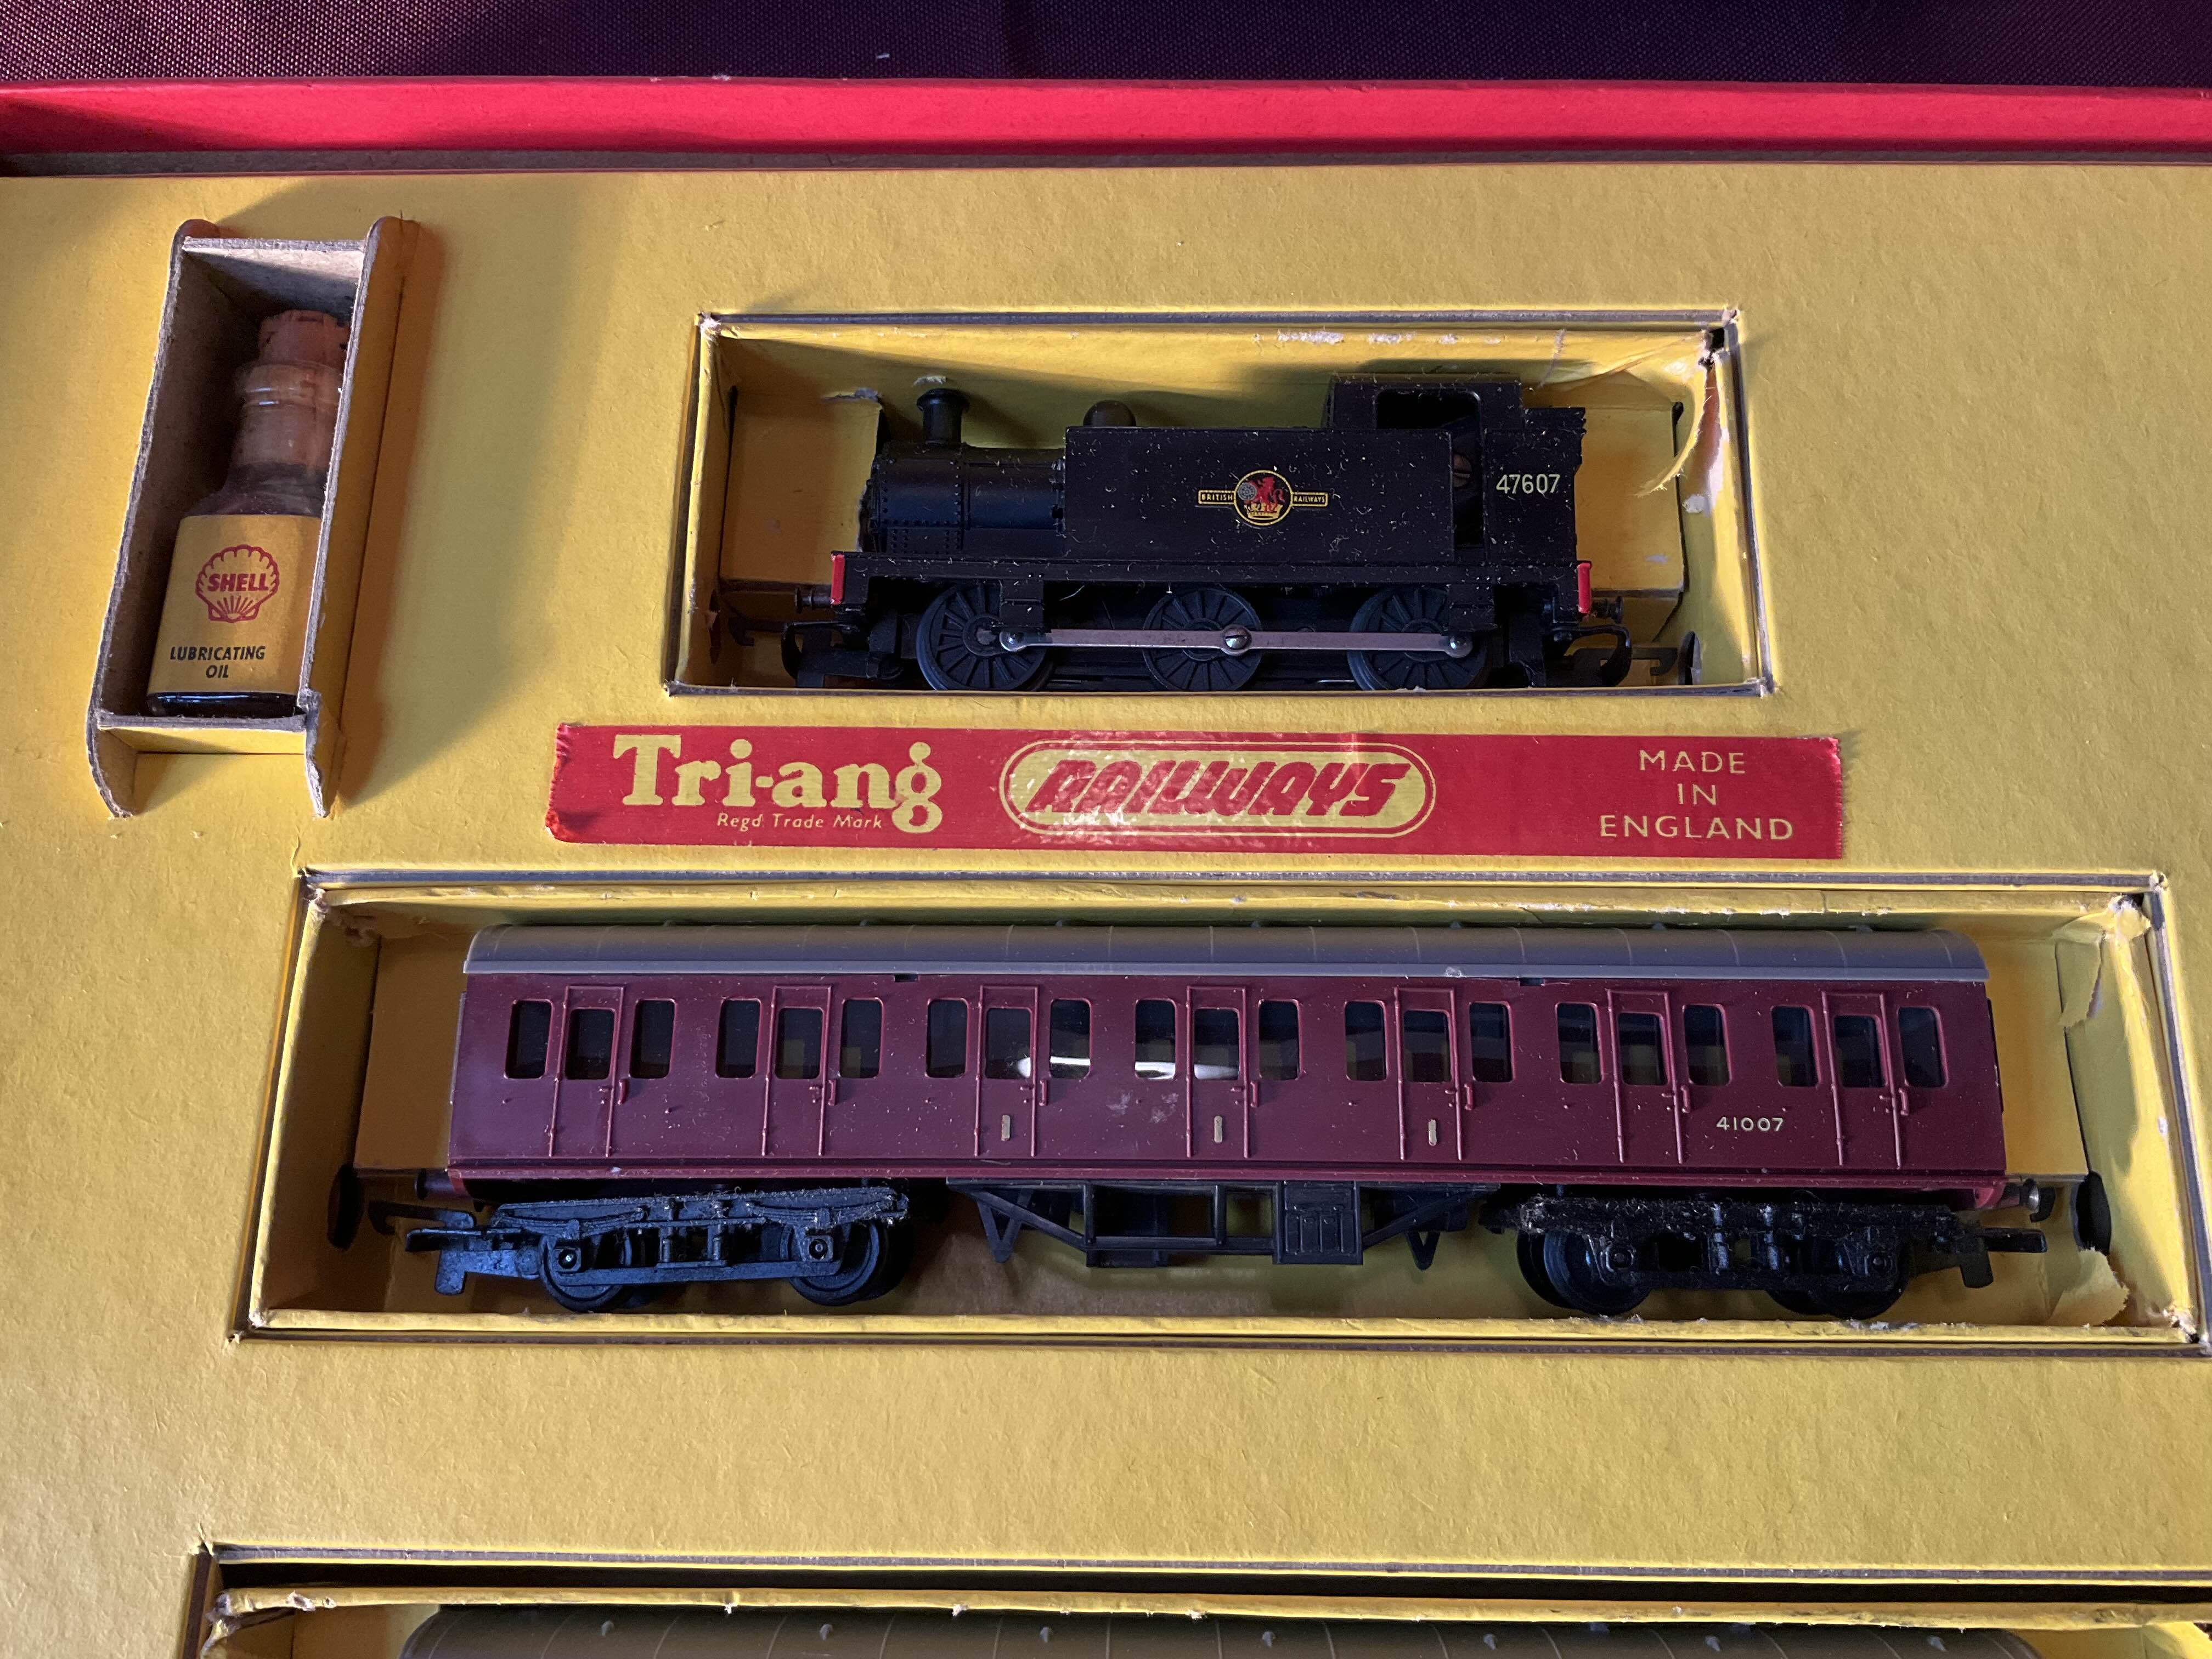 BRITISH RAILWAYS
47607
SHELL
LUBRICATING
OIL
Tri-ang
Regd Trade Mark
RAILWAYS
MADE
IN
ENGLAND
41007